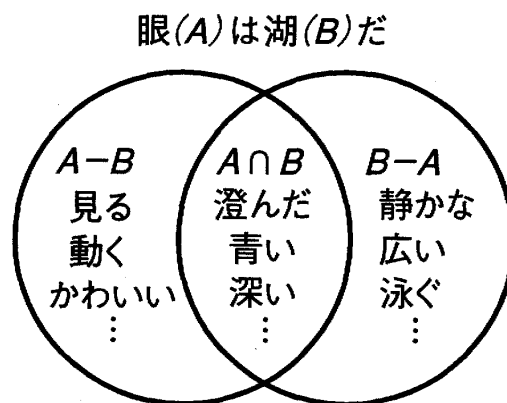 眼(A)は湖(B)だ
A－B
見る
動く
かわいい
⋮
A∩B
澄んだ
青い
深い
⋮
B－A
静かな
広い
泳ぐ
⋮